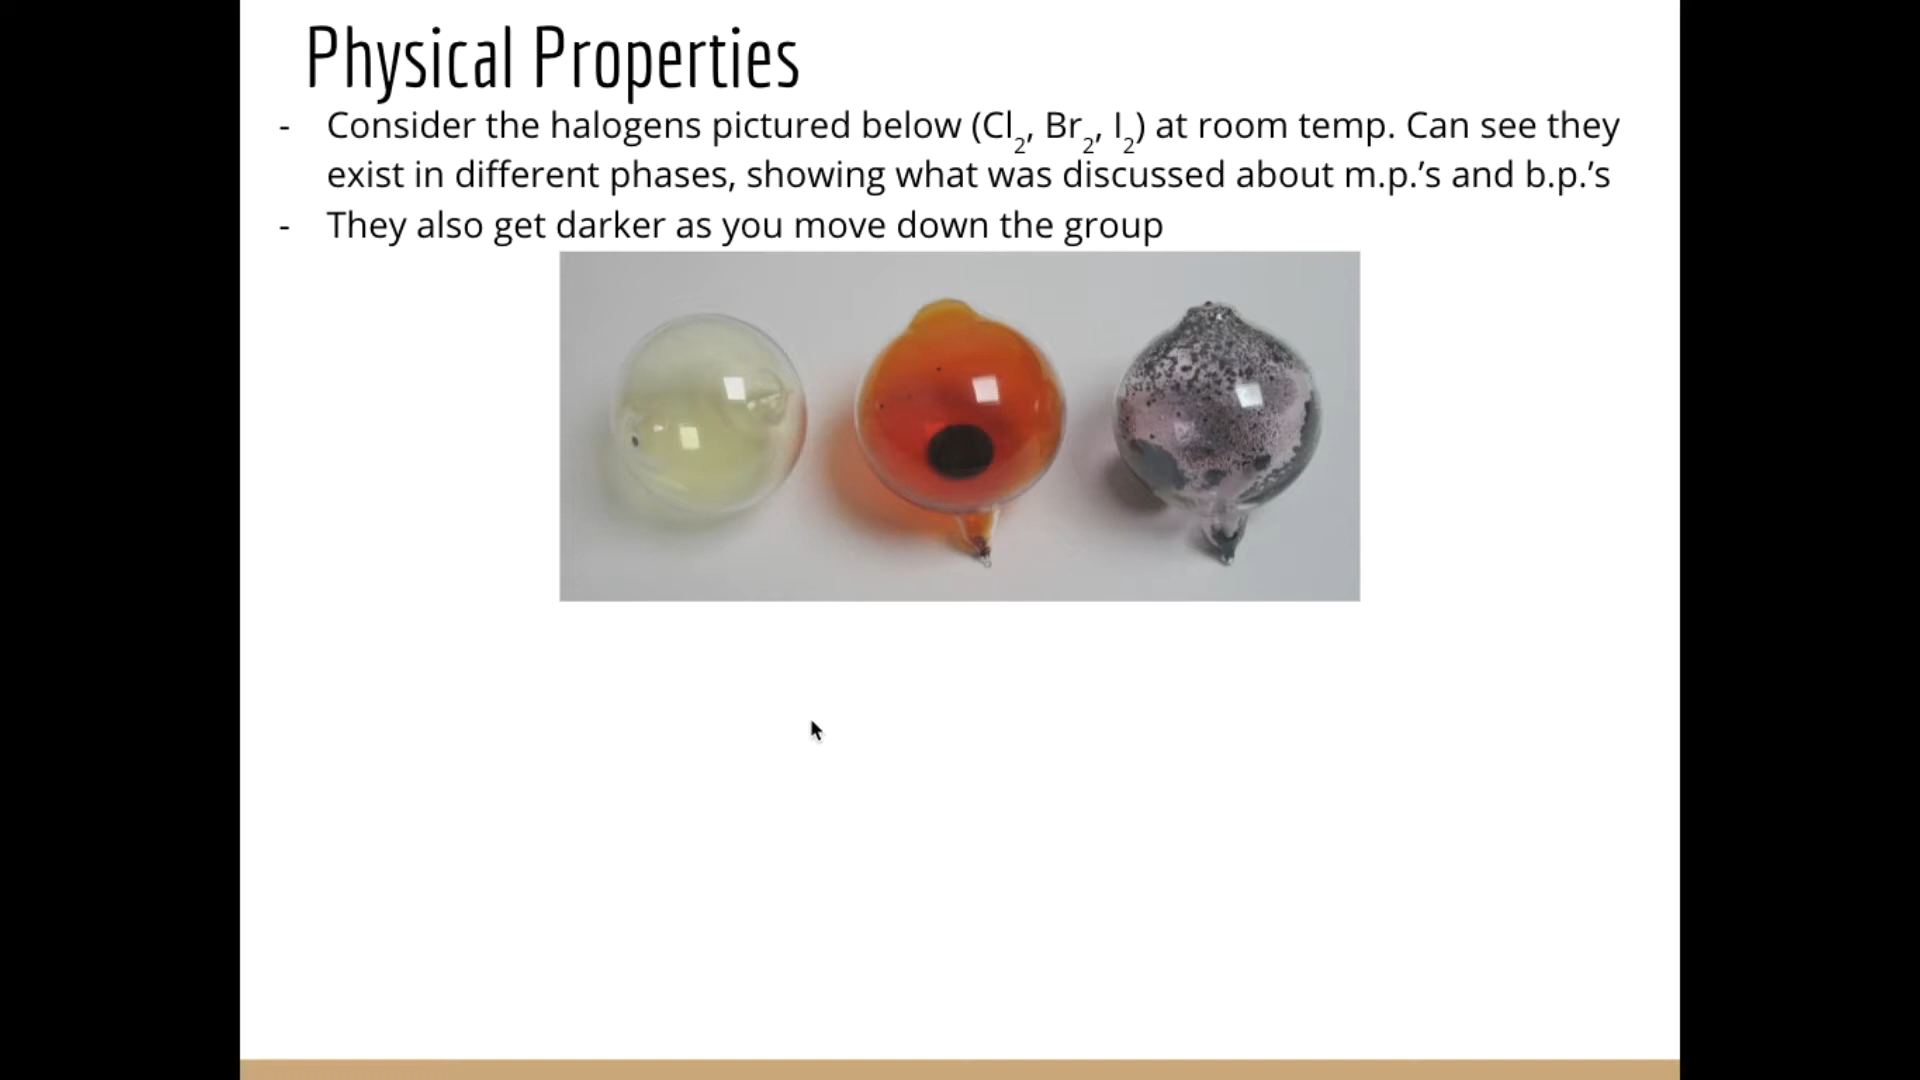 Physical Properties
- Consider the halogens pictured below (Cl₂, Br₂, I₂) at room temp. Can see they
exist in different phases, showing what was discussed about m.p.’s and b.p.’s
- They also get darker as you move down the group